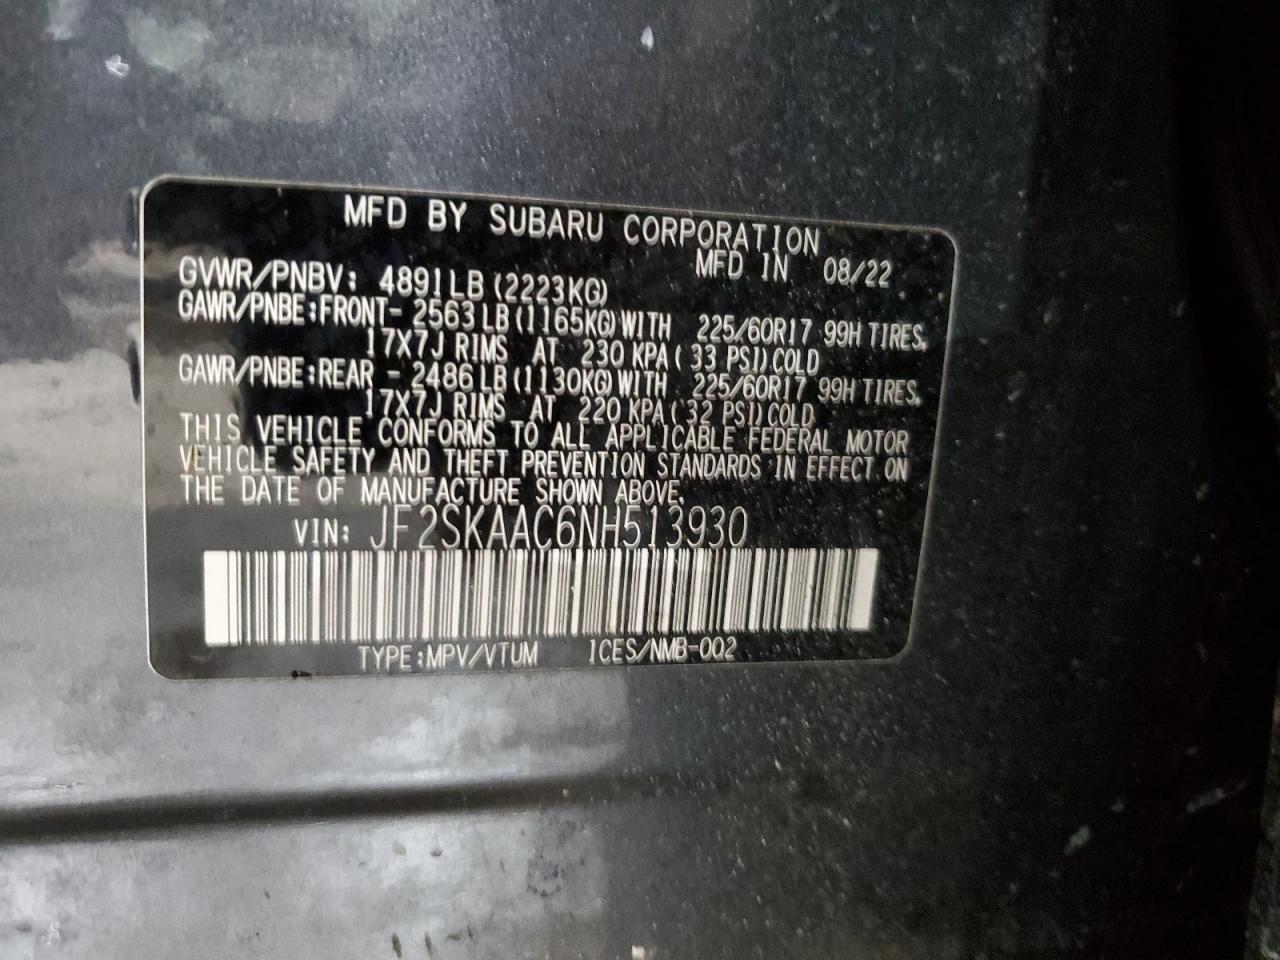 MFD BY SUBARU CORPORATION
MFD IN 08/22
GVWR/PNBV: 4891LB (2223KG)
GAWR/PNBE:FRONT- 2563LB (1165KG) WITH 225/60R17 99H TIRES,
17X7J RIMS AT 230 KPA( 33 PSI)COLD
GAWR/PNBE:REAR - 2486LB (1130KG) WITH 225/60R17 99H TIRES,
17X7J RIMS AT 220 KPA( 32 PSI)COLD
THIS VEHICLE CONFORMS TO ALL APPLICABLE FEDERAL MOTOR
VEHICLE SAFETY AND THEFT PREVENTION STANDARDS IN EFFECT ON
THE DATE OF MANUFACTURE SHOWN ABOVE.
VIN: JF2SKAAC6NH513930
TYPE:MPV/VTUM ICES/NMB-002